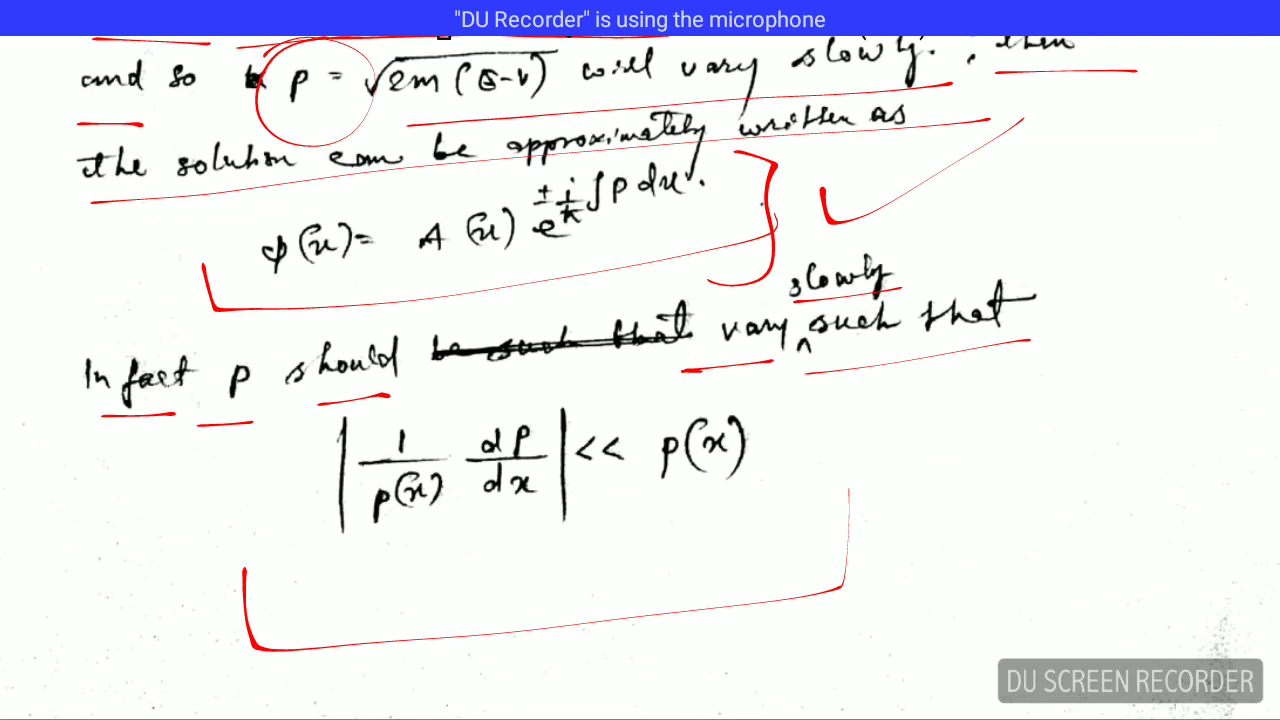 "DU Recorder" is using the microphone
and so p = √2m(E-V) will vary slowly. , then
the solution can be approximately written as
ψ(x) = A(x) e^{± i/ħ ∫ p dx}.
slowly
In fact p should be such that vary ^ such that
| 1/p(x) dp/dx | << p(x)
DU SCREEN RECORDER